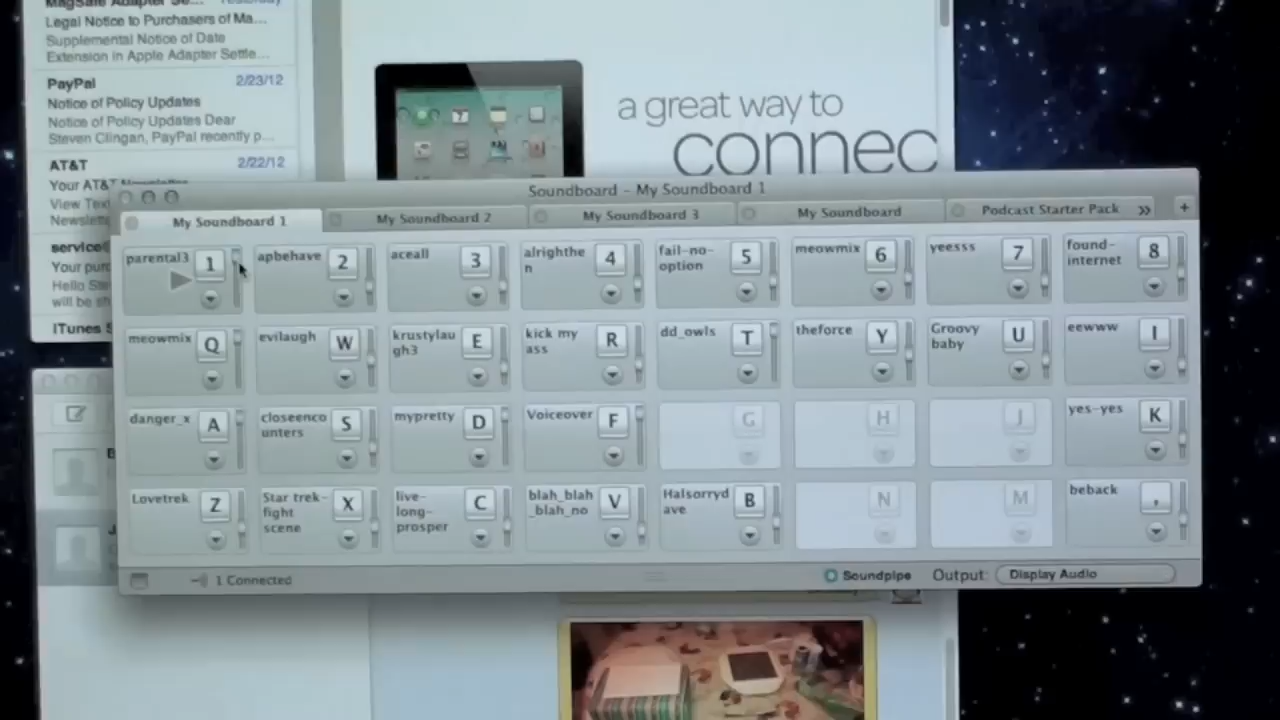 MagSafe Adapter Se...
Yesterday
Legal Notice to Purchasers of Ma...
Supplemental Notice of Date
Extension in Apple Adapter Settle...
PayPal
2/23/12
Notice of Policy Updates
Notice of Policy Updates Dear
Steven Clingan, PayPal recently p...
AT&T
2/22/12
Your AT&T Newsletter
View Text
Newslette
service
Your pur
Hello Ste
will be sh
iTunes S
a great way to
connec
Soundboard – My Soundboard 1
My Soundboard 1
My Soundboard 2
My Soundboard 3
My Soundboard
Podcast Starter Pack
»
+
parental3
1
apbehave
2
aceall
3
alrighthe
n
4
fail-no-
option
5
meowmix
6
yeesss
7
found-
internet
8
meowmix
Q
evilaugh
W
krustylau
gh3
E
kick my
ass
R
dd_owls
T
theforce
Y
Groovy
baby
U
eewww
I
danger_x
A
closeenco
unters
S
mypretty
D
Voiceover
F
G
H
J
yes-yes
K
Lovetrek
Z
Star trek-
fight
scene
X
live-
long-
prosper
C
blah_blah
_blah_no
V
Halsorryd
ave
B
N
M
beback
,
1 Connected
Soundpipe
Output:
Display Audio